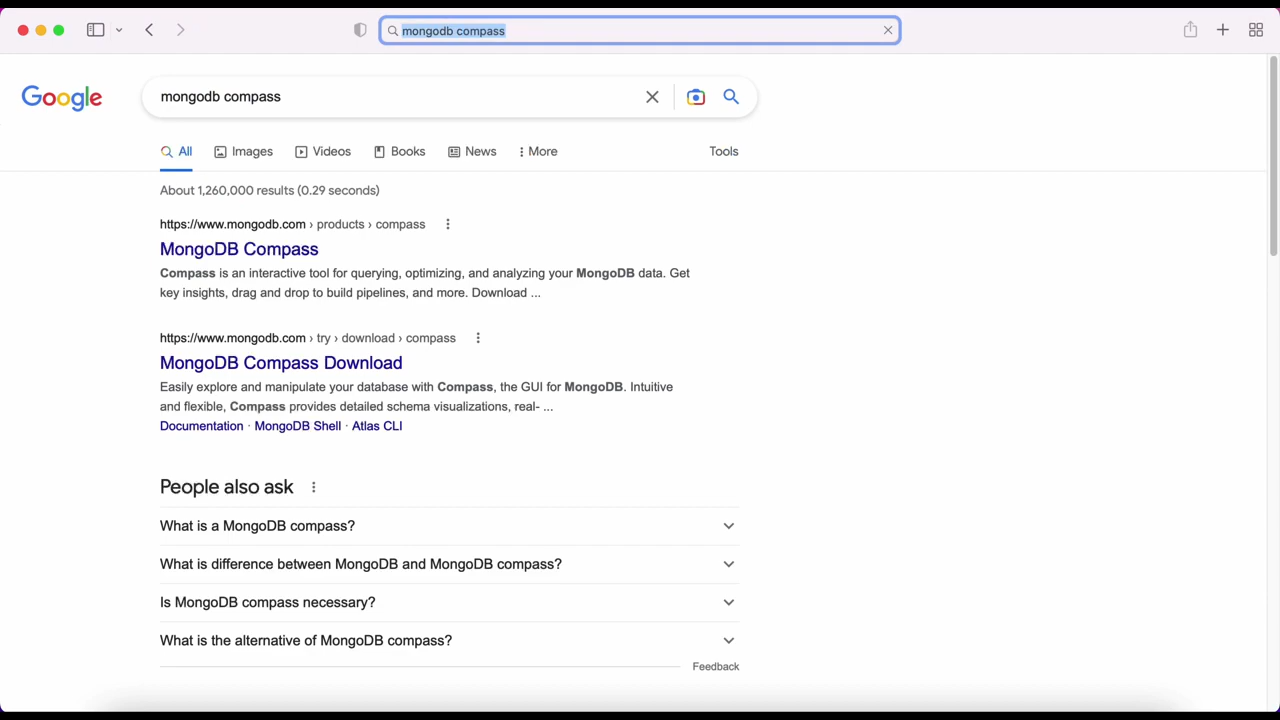 mongodb compass
Google
mongodb compass
All Images Videos Books News More Tools
About 1,260,000 results (0.29 seconds)
https://www.mongodb.com › products › compass
MongoDB Compass
Compass is an interactive tool for querying, optimizing, and analyzing your MongoDB data. Get
key insights, drag and drop to build pipelines, and more. Download ...
https://www.mongodb.com › try › download › compass
MongoDB Compass Download
Easily explore and manipulate your database with Compass, the GUI for MongoDB. Intuitive
and flexible, Compass provides detailed schema visualizations, real- ...
Documentation · MongoDB Shell · Atlas CLI
People also ask
What is a MongoDB compass?
What is difference between MongoDB and MongoDB compass?
Is MongoDB compass necessary?
What is the alternative of MongoDB compass?
Feedback